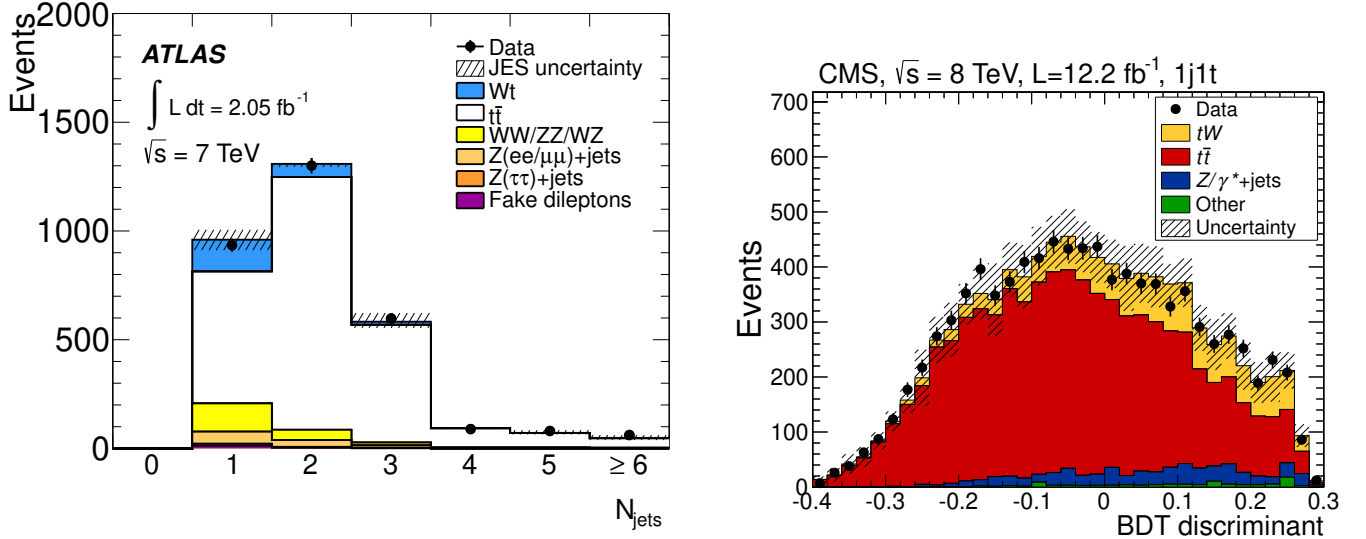 Events
2000
1500
1000
500
0
ATLAS
∫ L dt = 2.05 fb⁻¹
√s = 7 TeV
Data
JES uncertainty
Wt
tt̄
WW/ZZ/WZ
Z(ee/μμ)+jets
Z(ττ)+jets
Fake dileptons
0 1 2 3 4 5 ≥ 6
N_jets
CMS, √s = 8 TeV, L=12.2 fb⁻¹, 1j1t
Events
700
600
500
400
300
200
100
0
Data
tW
tt̄
Z/γ*+jets
Other
Uncertainty
-0.4 -0.3 -0.2 -0.1 0 0.1 0.2 0.3
BDT discriminant